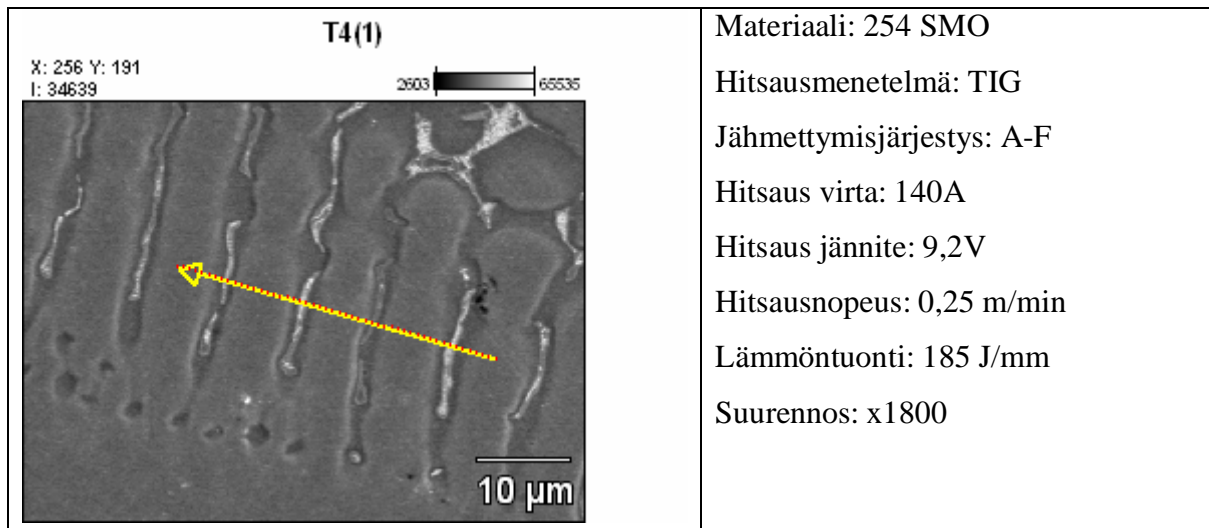 T4(1)
X: 256 Y: 191
I: 34639
2603 65535
10 µm
Materiaali: 254 SMO
Hitsausmenetelmä: TIG
Jähmettymisjärjestys: A-F
Hitsaus virta: 140A
Hitsaus jännite: 9,2V
Hitsausnopeus: 0,25 m/min
Lämmöntuonti: 185 J/mm
Suurennos: x1800